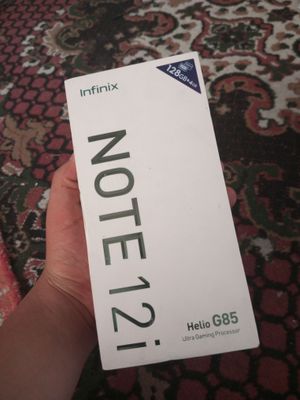 Infinix
128GB+4GB
NOTE 12i
Helio G85
Ultra Gaming Processor